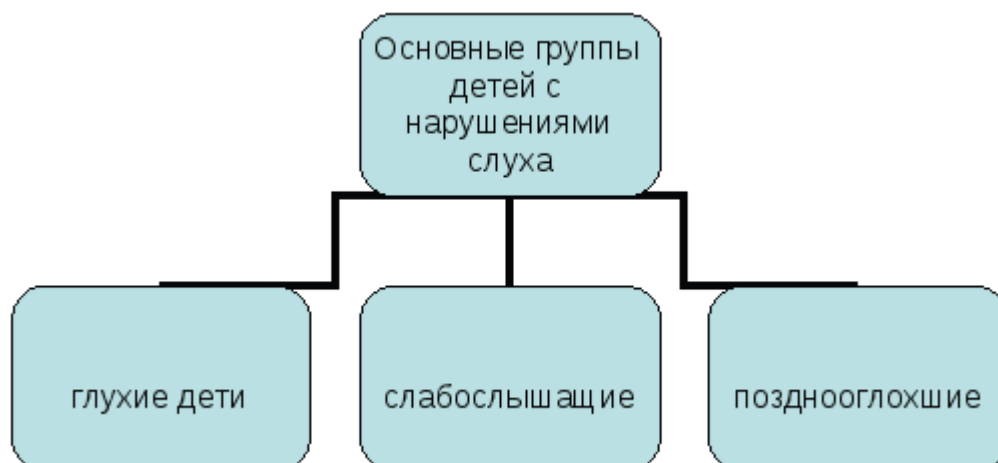 Основные группы
детей с
нарушениями
слуха
глухие дети
слабослышащие
позднооглохшие